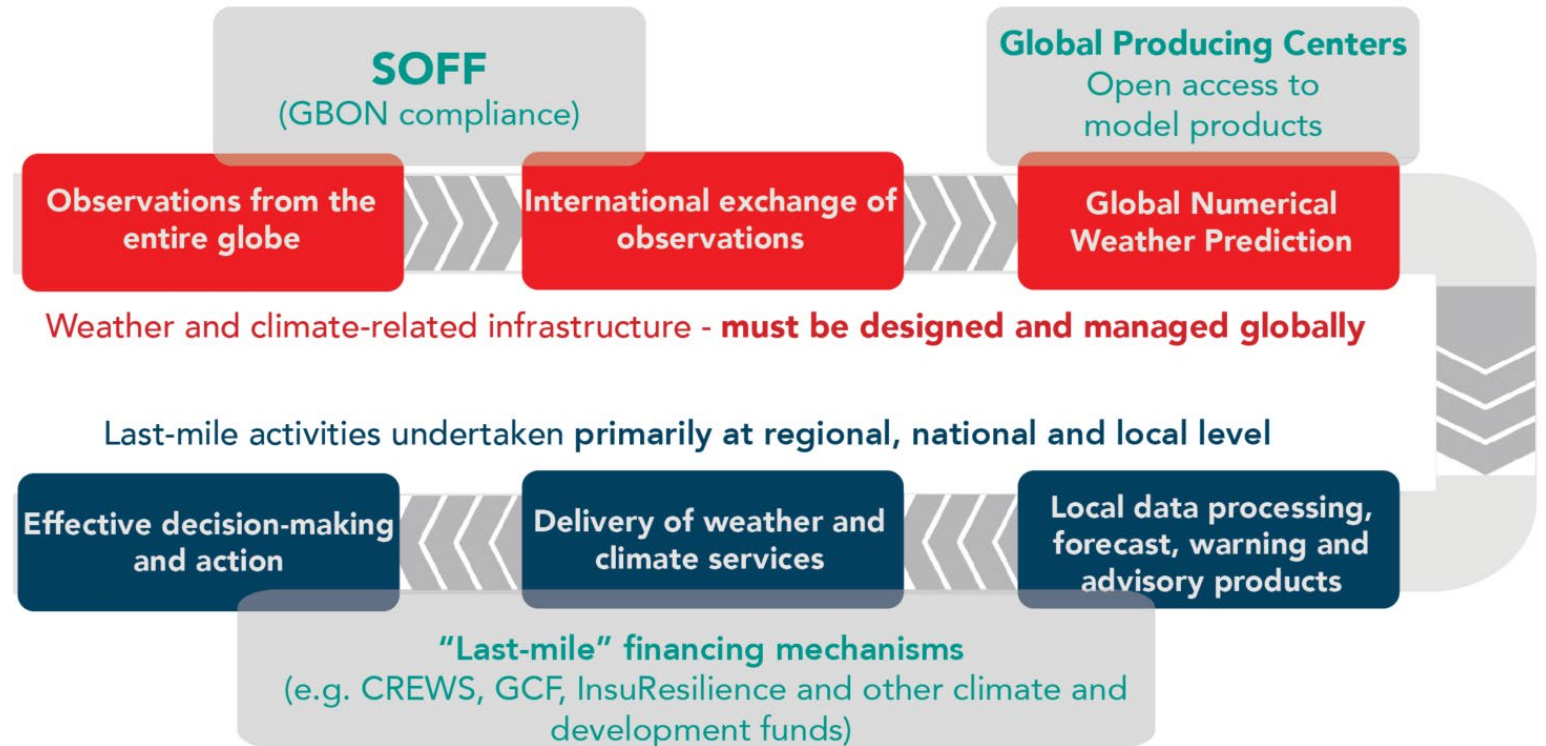 SOFF
(GBON compliance)
Global Producing Centers
Open access to
model products
Observations from the
entire globe
International exchange of
observations
Global Numerical
Weather Prediction
Weather and climate-related infrastructure - must be designed and managed globally
Last-mile activities undertaken primarily at regional, national and local level
Effective decision-making
and action
Delivery of weather and
climate services
Local data processing,
forecast, warning and
advisory products
“Last-mile” financing mechanisms
(e.g. CREWS, GCF, InsuResilience and other climate and
development funds)